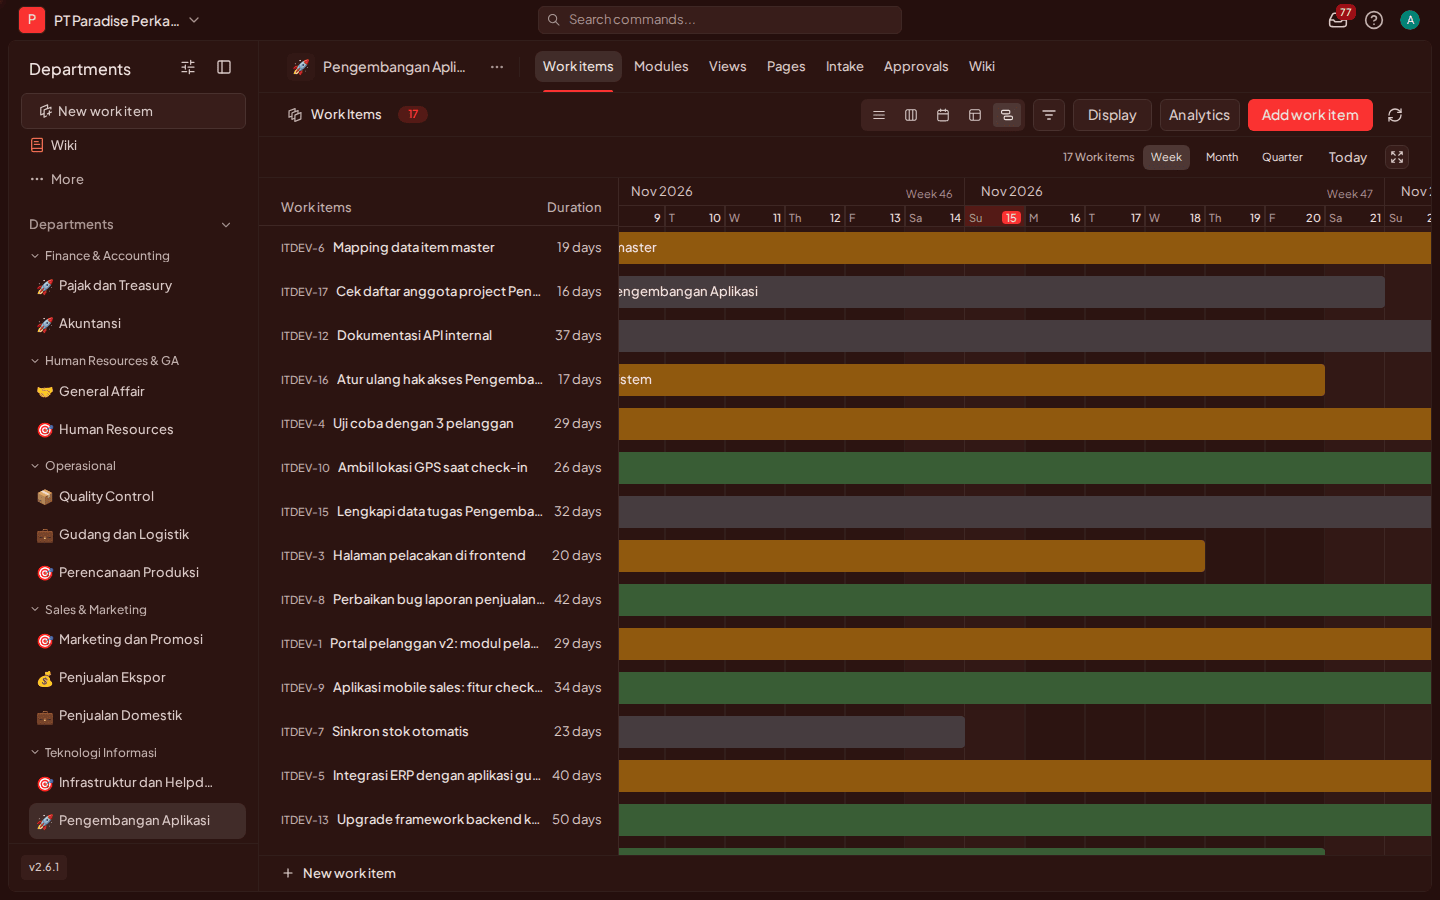 P PT Paradise Perka...
Search commands...
77
A
Departments
New work item
Wiki
More
Departments
Finance & Accounting
Pajak dan Treasury
Akuntansi
Human Resources & GA
General Affair
Human Resources
Operasional
Quality Control
Gudang dan Logistik
Perencanaan Produksi
Sales & Marketing
Marketing dan Promosi
Penjualan Ekspor
Penjualan Domestik
Teknologi Informasi
Infrastruktur dan Helpd...
Pengembangan Aplikasi
v2.6.1
Pengembangan Apli...
Work items Modules Views Pages Intake Approvals Wiki
Work Items 17
Display Analytics Add work item
17 Work items Week Month Quarter Today
Work items Duration
Nov 2026 Week 46 Nov 2026 Week 47 Nov 2
9 T 10 W 11 Th 12 F 13 Sa 14 Su 15 M 16 T 17 W 18 Th 19 F 20 Sa 21 Su 2
ITDEV-6 Mapping data item master 19 days
naster
ITDEV-17 Cek daftar anggota project Pen... 16 days
engembangan Aplikasi
ITDEV-12 Dokumentasi API internal 37 days
ITDEV-16 Atur ulang hak akses Pengemba... 17 days
istem
ITDEV-4 Uji coba dengan 3 pelanggan 29 days
ITDEV-10 Ambil lokasi GPS saat check-in 26 days
ITDEV-15 Lengkapi data tugas Pengemba... 32 days
ITDEV-3 Halaman pelacakan di frontend 20 days
ITDEV-8 Perbaikan bug laporan penjualan... 42 days
ITDEV-1 Portal pelanggan v2: modul pela... 29 days
ITDEV-9 Aplikasi mobile sales: fitur check... 34 days
ITDEV-7 Sinkron stok otomatis 23 days
ITDEV-5 Integrasi ERP dengan aplikasi gu... 40 days
ITDEV-13 Upgrade framework backend k... 50 days
New work item